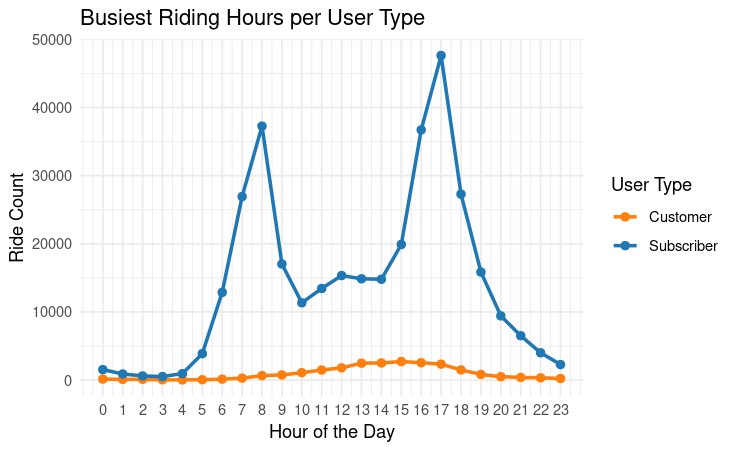 Busiest Riding Hours per User Type
50000
40000
30000
20000
10000
0
Ride Count
0 1 2 3 4 5 6 7 8 9 10 11 12 13 14 15 16 17 18 19 20 21 22 23
Hour of the Day
User Type
Customer
Subscriber